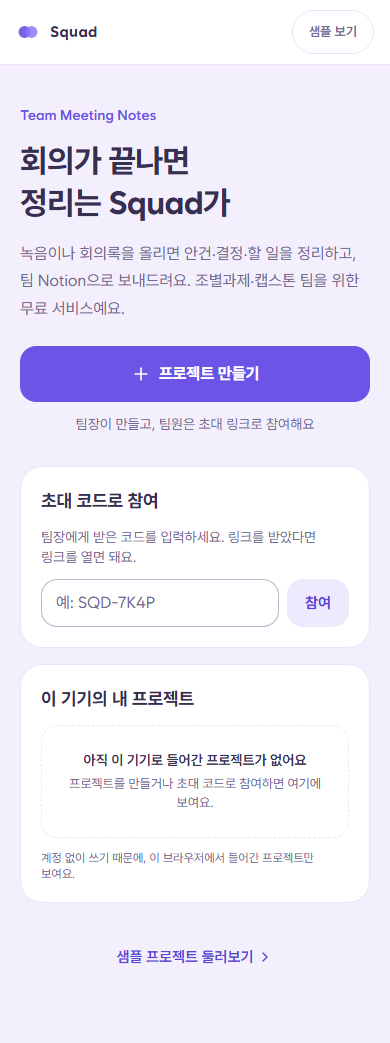 Squad
샘플 보기
Team Meeting Notes
회의가 끝나면
정리는 Squad가
녹음이나 회의록을 올리면 안건·결정·할 일을 정리하고,
팀 Notion으로 보내드려요. 조별과제·캡스톤 팀을 위한
무료 서비스예요.
프로젝트 만들기
팀장이 만들고, 팀원은 초대 링크로 참여해요
초대 코드로 참여
팀장에게 받은 코드를 입력하세요. 링크를 받았다면
링크를 열면 돼요.
예: SQD-7K4P
참여
이 기기의 내 프로젝트
아직 이 기기로 들어간 프로젝트가 없어요
프로젝트를 만들거나 초대 코드로 참여하면 여기에
보여요.
계정 없이 쓰기 때문에, 이 브라우저에서 들어간 프로젝트만
보여요.
샘플 프로젝트 둘러보기